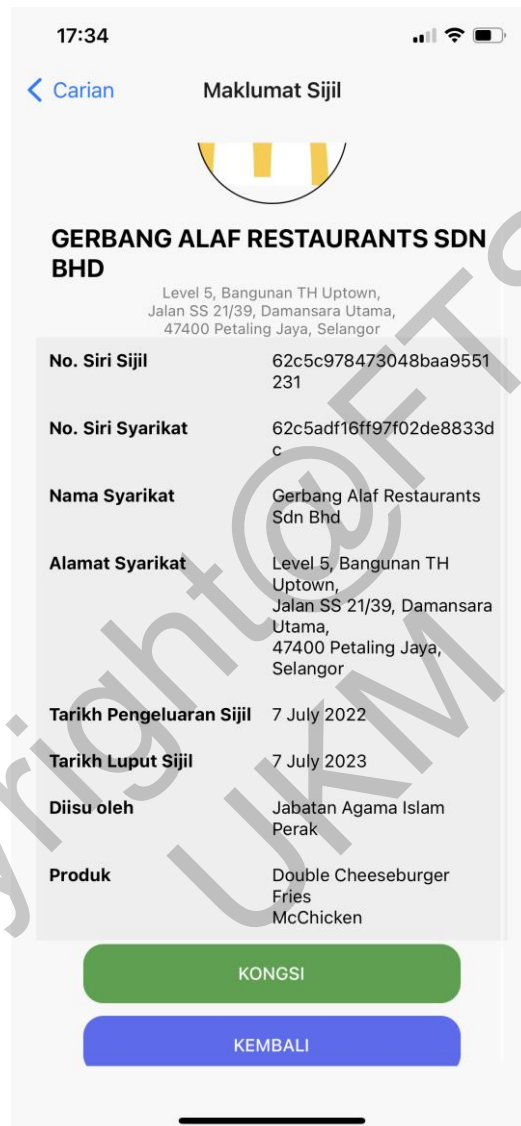 17:34
Carian
Maklumat Sijil
GERBANG ALAF RESTAURANTS SDN
BHD
Level 5, Bangunan TH Uptown,
Jalan SS 21/39, Damansara Utama,
47400 Petaling Jaya, Selangor
No. Siri Sijil 62c5c978473048baa9551
231
No. Siri Syarikat 62c5adf16ff97f02de8833d
c
Nama Syarikat Gerbang Alaf Restaurants
Sdn Bhd
Alamat Syarikat Level 5, Bangunan TH
Uptown,
Jalan SS 21/39, Damansara
Utama,
47400 Petaling Jaya,
Selangor
Tarikh Pengeluaran Sijil 7 July 2022
Tarikh Luput Sijil 7 July 2023
Diisu oleh Jabatan Agama Islam
Perak
Produk Double Cheeseburger
Fries
McChicken
KONGSI
KEMBALI
UKM